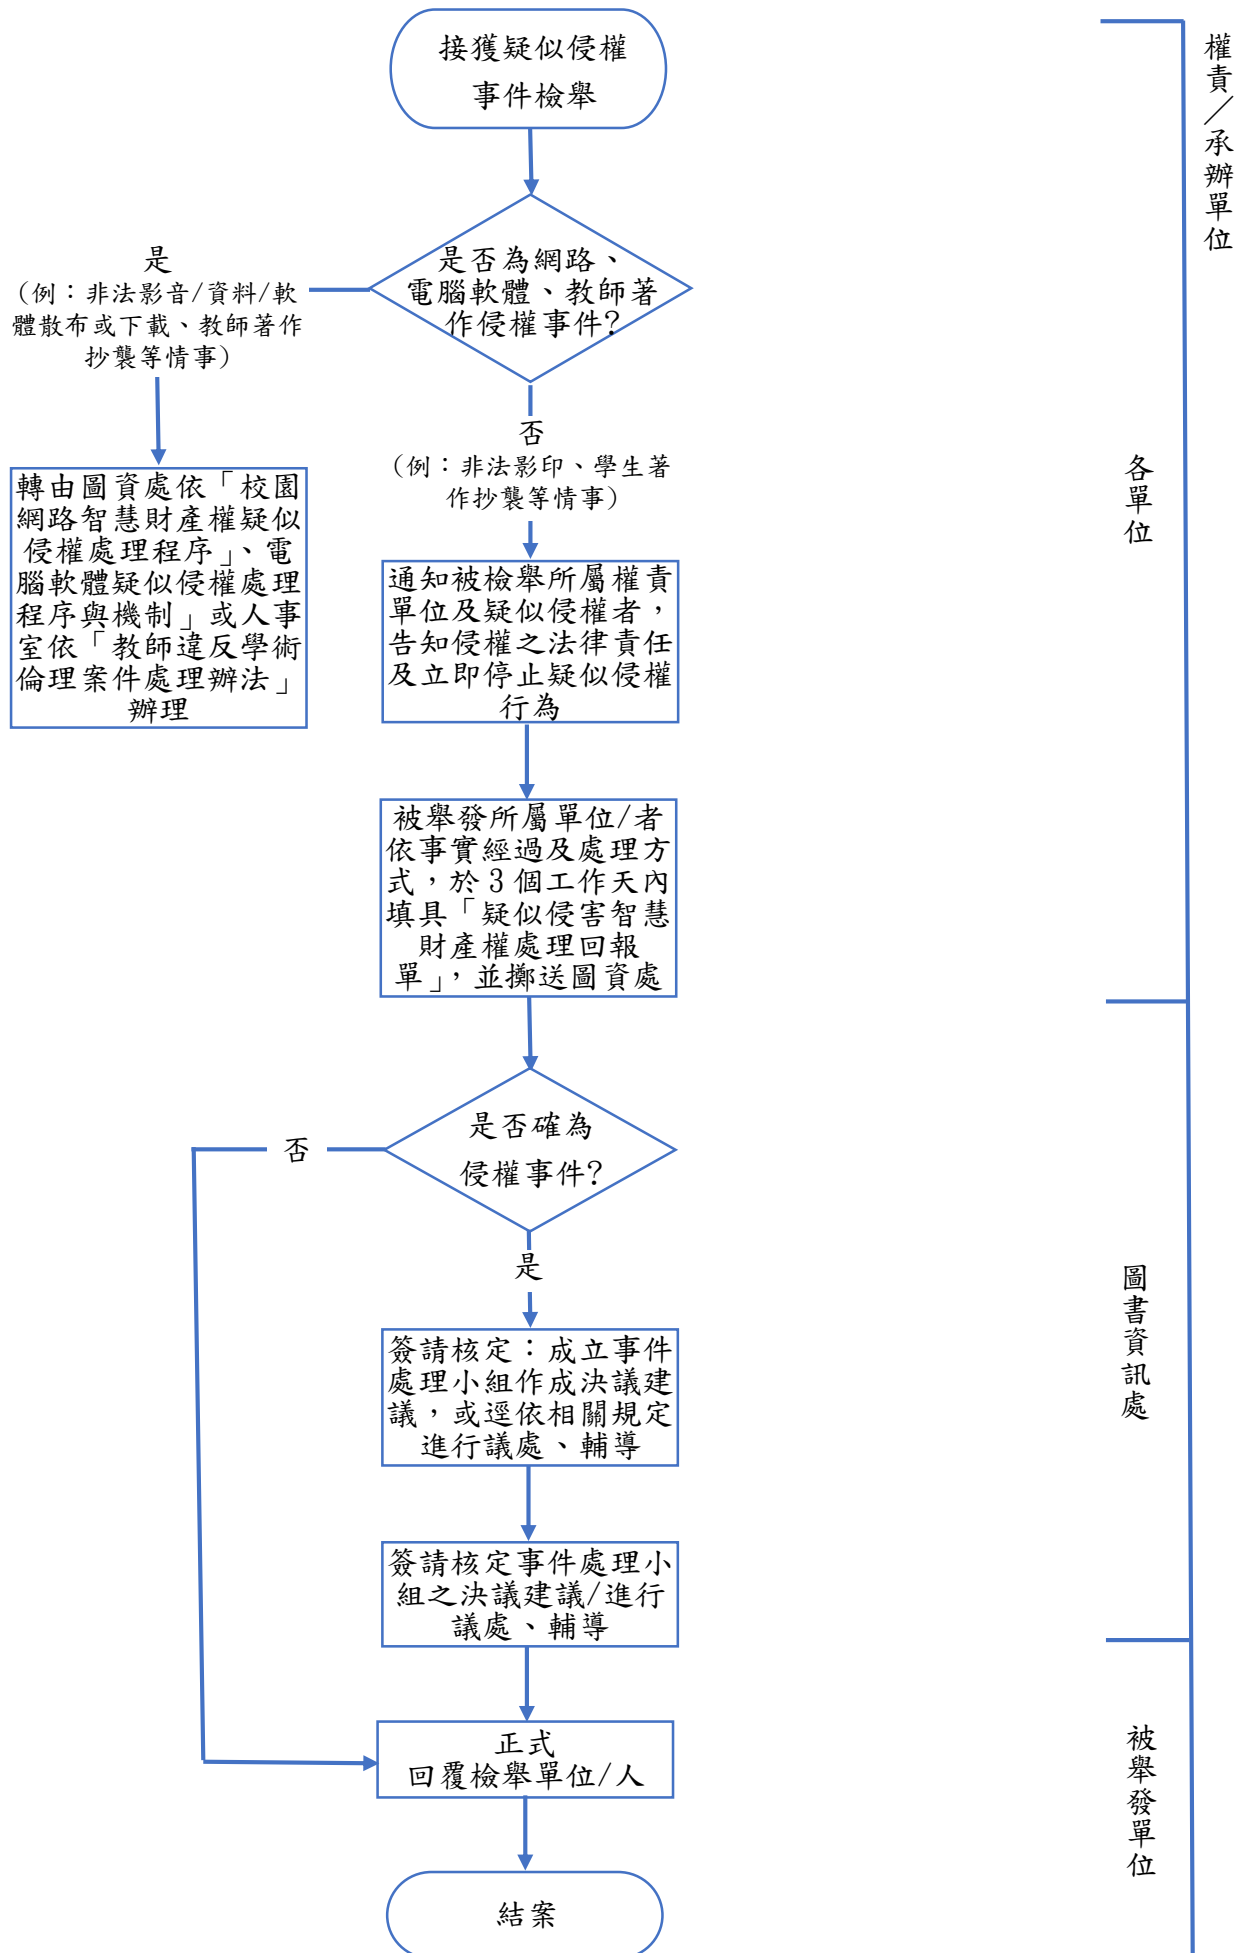 接獲疑似侵權
事件檢舉
是否為網路、
電腦軟體、教師著
作侵權事件?
是
(例：非法影音/資料/軟
體散布或下載、教師著作
抄襲等情事)
否
(例：非法影印、學生著
作抄襲等情事)
轉由圖資處依「校園
網路智慧財產權疑似
侵權處理程序」、電
腦軟體疑似侵權處理
程序與機制」或人事
室依「教師違反學術
倫理案件處理辦法」
辦理
通知被檢舉所屬權責
單位及疑似侵權者，
告知侵權之法律責任
及立即停止疑似侵權
行為
被舉發所屬單位/者
依事實經過及處理方
式，於3個工作天內
填具「疑似侵害智慧
財產權處理回報
單」，並擲送圖資處
是否確為
侵權事件?
否
是
簽請核定：成立事件
處理小組作成決議建
議，或逕依相關規定
進行議處、輔導
簽請核定事件處理小
組之決議建議/進行
議處、輔導
正式
回覆檢舉單位/人
結案
權責／承辦單位
各單位
圖書資訊處
被舉發單位